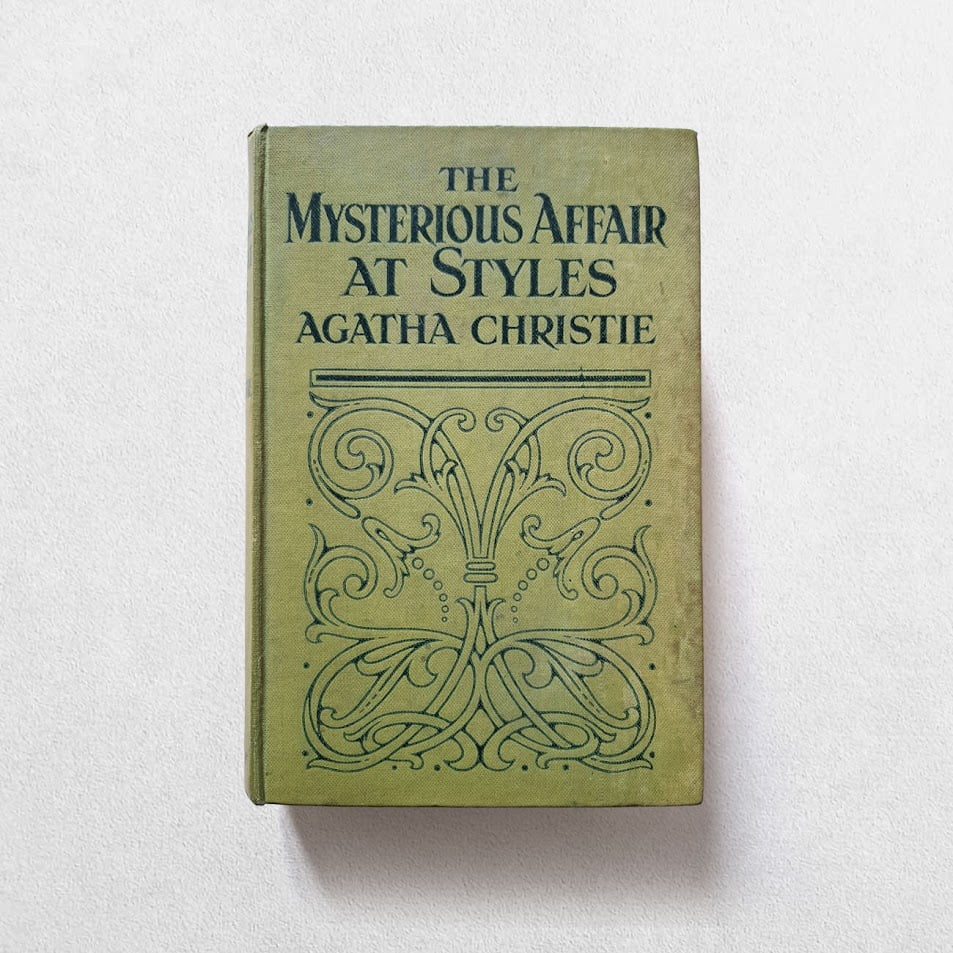 THE
MYSTERIOUS AFFAIR
AT STYLES
AGATHA CHRISTIE